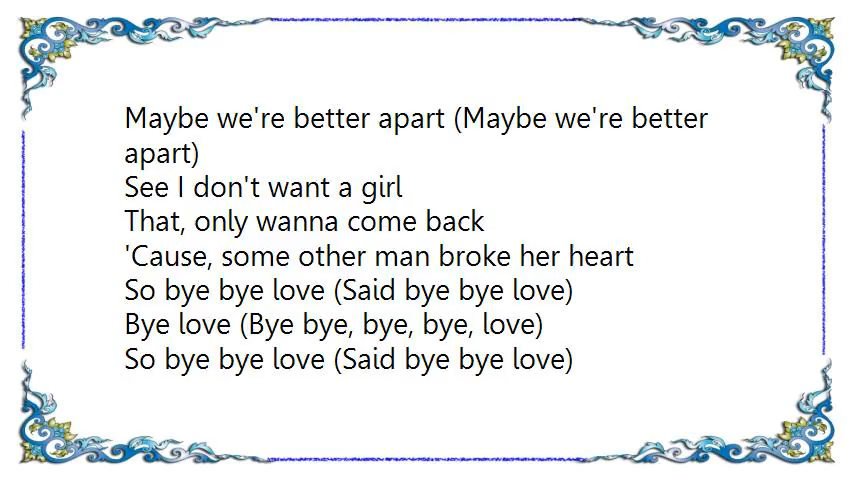 Maybe we're better apart (Maybe we're better
apart)
See I don't want a girl
That, only wanna come back
'Cause, some other man broke her heart
So bye bye love (Said bye bye love)
Bye love (Bye bye, bye, bye, love)
So bye bye love (Said bye bye love)